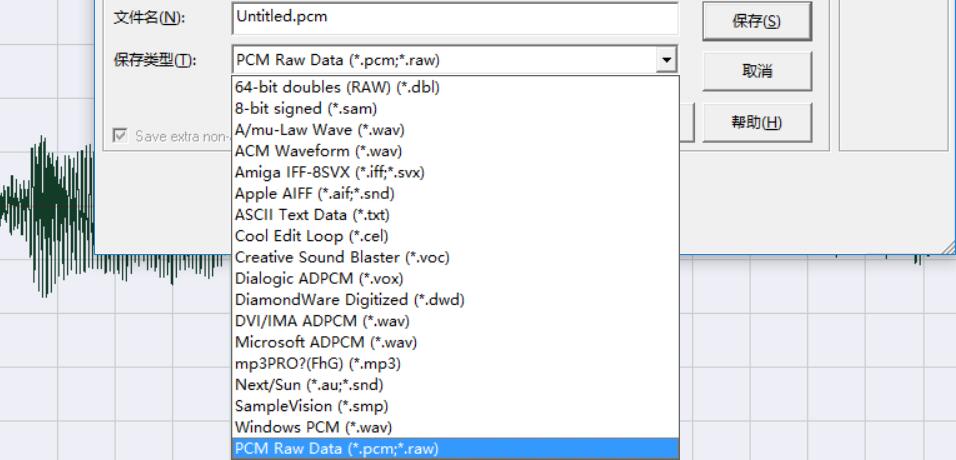 文件名(N):
Untitled.pcm
保存(S)
保存类型(T):
PCM Raw Data (*.pcm;*.raw)
取消
64-bit doubles (RAW) (*.dbl)
8-bit signed (*.sam)
帮助(H)
Save extra non-
A/mu-Law Wave (*.wav)
ACM Waveform (*.wav)
Amiga IFF-8SVX (*.iff;*.svx)
Apple AIFF (*.aif;*.snd)
ASCII Text Data (*.txt)
Cool Edit Loop (*.cel)
Creative Sound Blaster (*.voc)
Dialogic ADPCM (*.vox)
DiamondWare Digitized (*.dwd)
DVI/IMA ADPCM (*.wav)
Microsoft ADPCM (*.wav)
mp3PRO?(FhG) (*.mp3)
Next/Sun (*.au;*.snd)
SampleVision (*.smp)
Windows PCM (*.wav)
PCM Raw Data (*.pcm;*.raw)